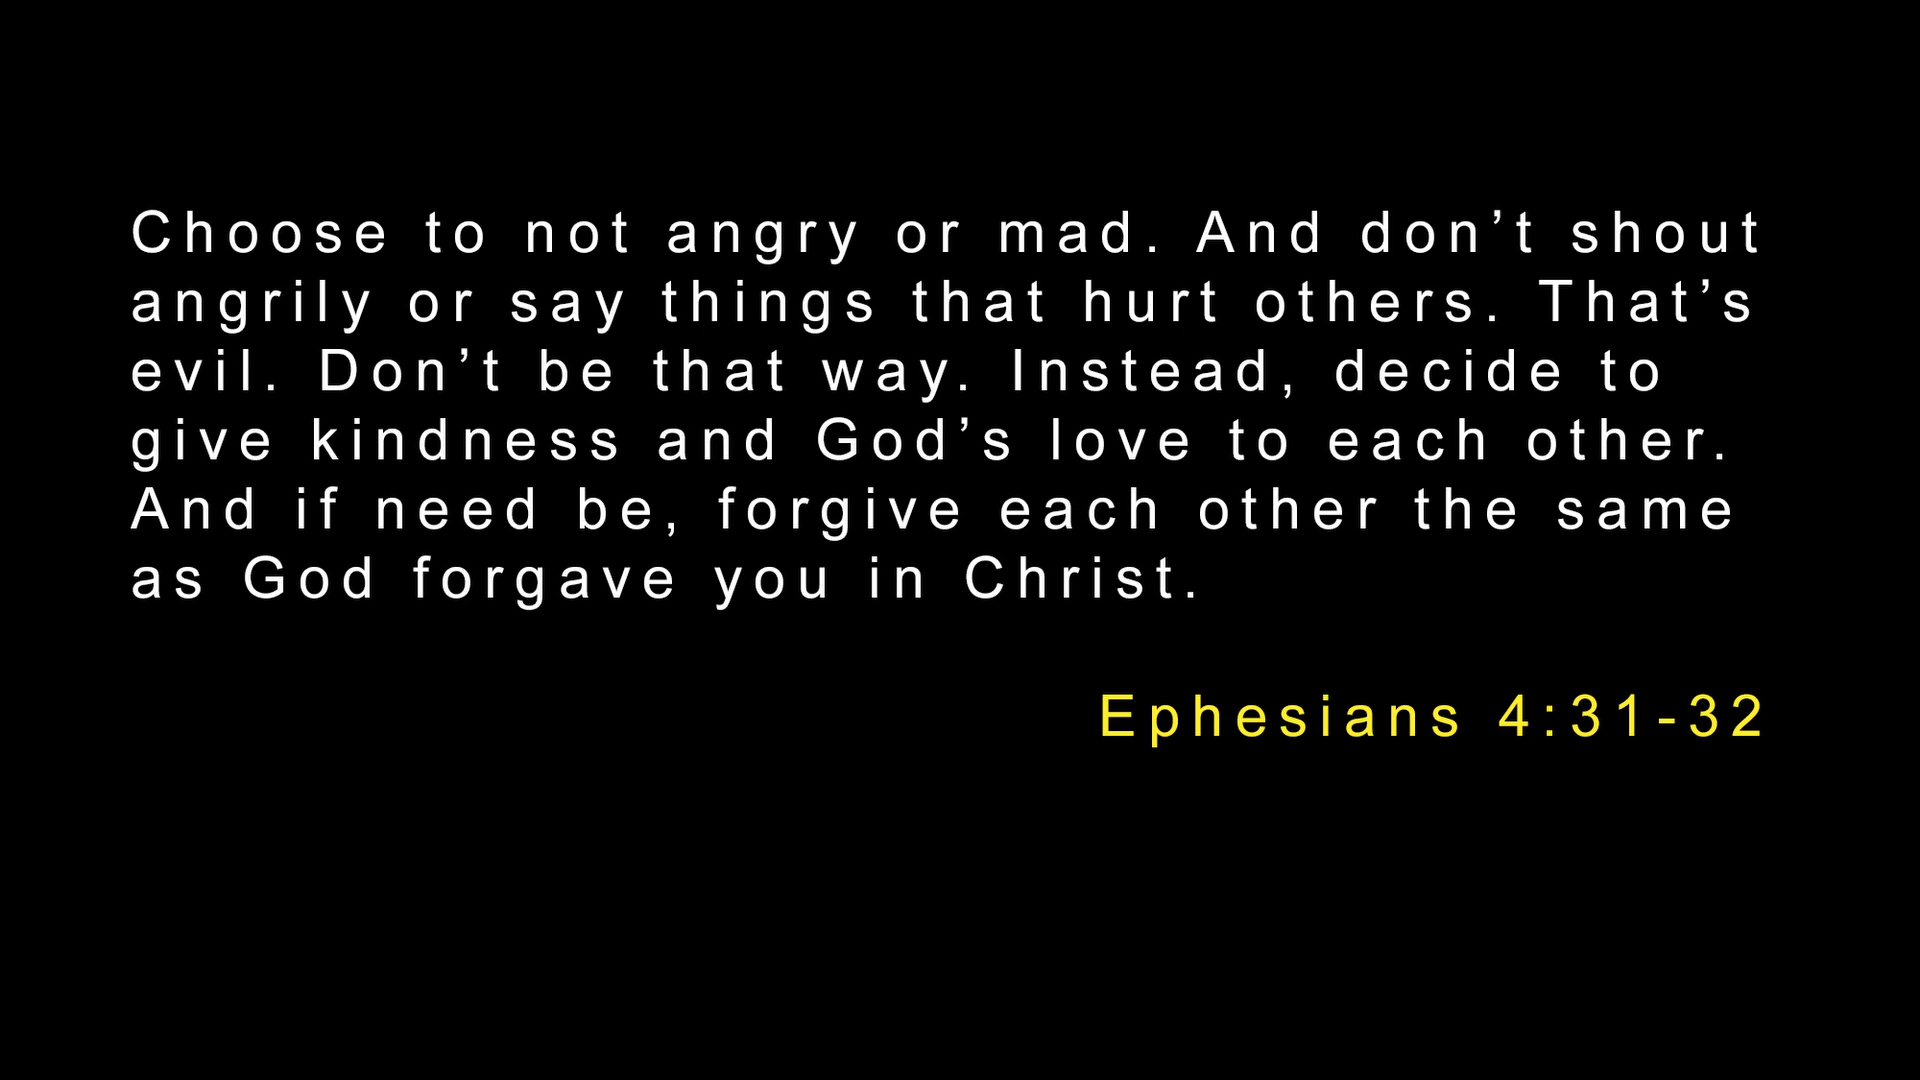 Choose to not angry or mad. And don’t shout
angrily or say things that hurt others. That’s
evil. Don’t be that way. Instead, decide to
give kindness and God’s love to each other.
And if need be, forgive each other the same
as God forgave you in Christ.
Ephesians 4:31-32